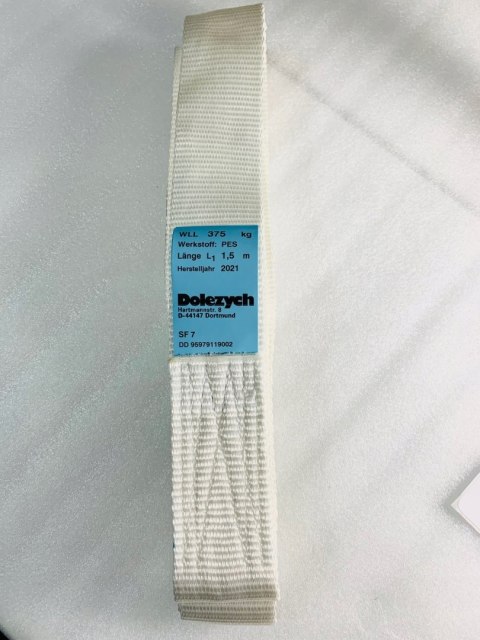 WLL 375 kg
Werkstoff: PES
Länge L1 1,5 m
Herstelljahr 2021
Dolezych
Hartmannstr. 8
D-44147 Dortmund
SF 7
DD 95979119002